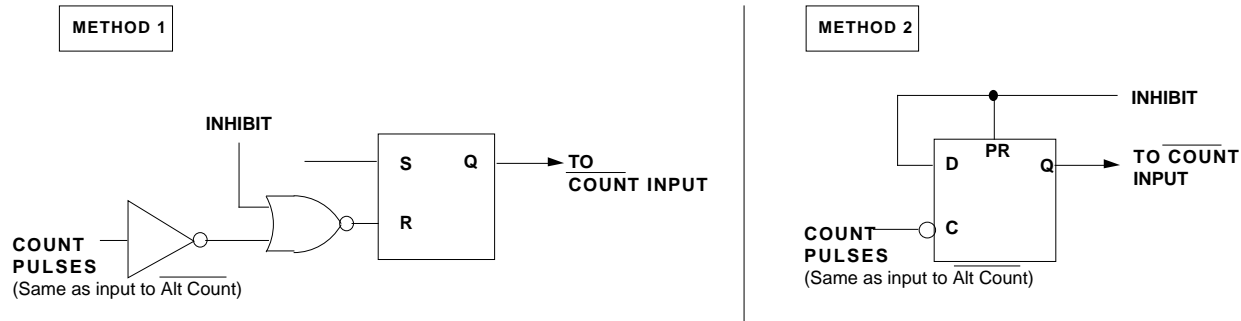 METHOD 1
INHIBIT
S
Q
TO
COUNT INPUT
R
COUNT
PULSES
(Same as input to Alt Count)
METHOD 2
INHIBIT
PR
D
Q
TO COUNT
INPUT
C
COUNT
PULSES
(Same as input to Alt Count)